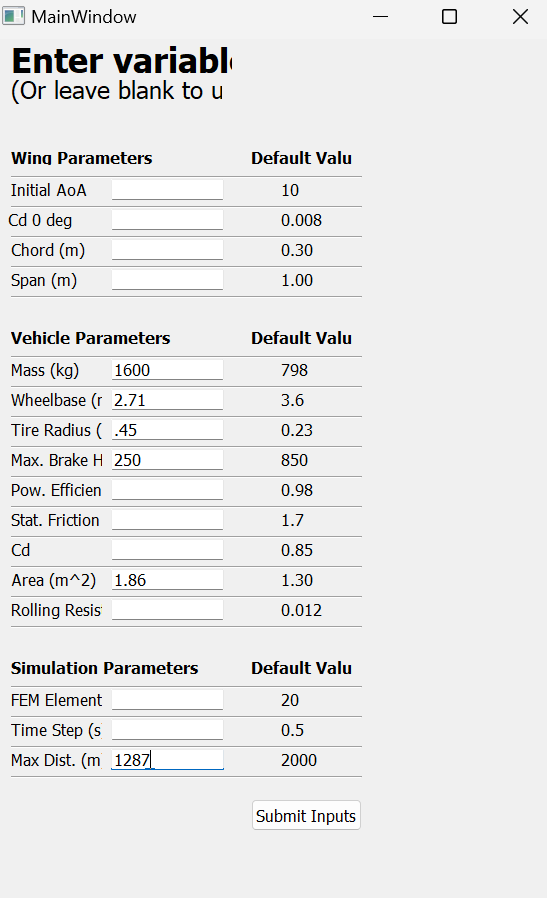 MainWindow
Enter variabl
(Or leave blank to u
Wing Parameters Default Valu
Initial AoA 10
Cd 0 deg 0.008
Chord (m) 0.30
Span (m) 1.00
Vehicle Parameters Default Valu
Mass (kg) 1600 798
Wheelbase (r 2.71 3.6
Tire Radius ( .45 0.23
Max. Brake H 250 850
Pow. Efficien 0.98
Stat. Friction 1.7
Cd 0.85
Area (m^2) 1.86 1.30
Rolling Resis 0.012
Simulation Parameters Default Valu
FEM Element 20
Time Step (s 0.5
Max Dist. (m 1287 2000
Submit Inputs